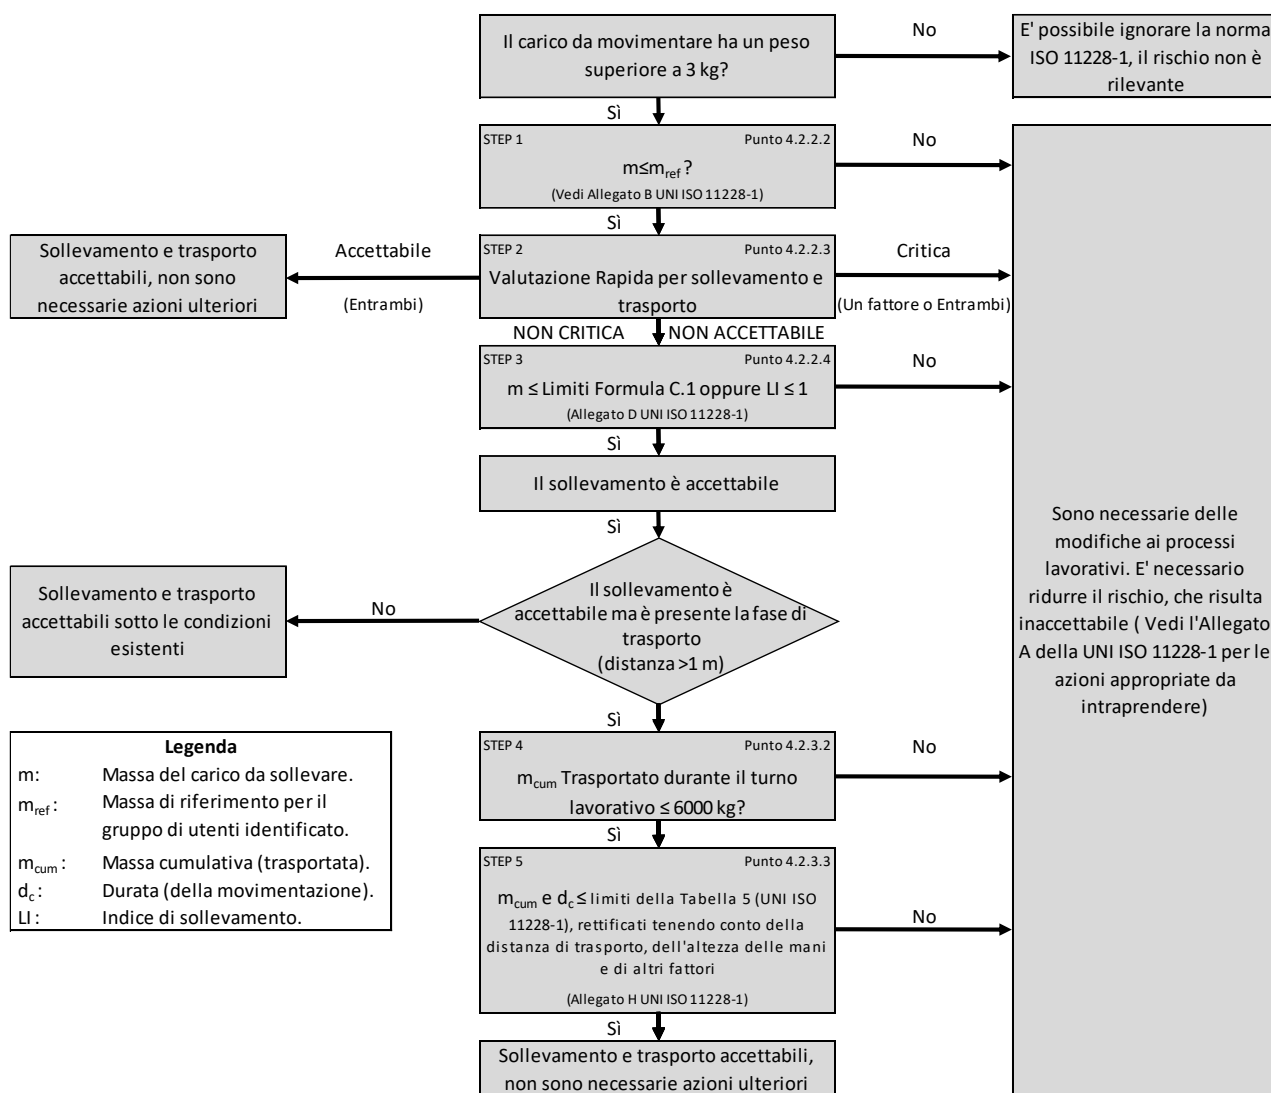 Il carico da movimentare ha un peso
superiore a 3 kg?
No
E' possibile ignorare la norma
ISO 11228-1, il rischio non è
rilevante
Sì
STEP 1 Punto 4.2.2.2
m≤mref ?
(Vedi Allegato B UNI ISO 11228-1)
No
Sì
Sollevamento e trasporto
accettabili, non sono
necessarie azioni ulteriori
Accettabile
(Entrambi)
STEP 2 Punto 4.2.2.3
Valutazione Rapida per sollevamento e
trasporto
Critica
(Un fattore o Entrambi)
NON CRITICA NON ACCETTABILE
STEP 3 Punto 4.2.2.4
m ≤ Limiti Formula C.1 oppure LI ≤ 1
(Allegato D UNI ISO 11228-1)
No
Sì
Il sollevamento è accettabile
Sì
Il sollevamento è
accettabile ma è presente la fase di
trasporto
(distanza >1 m)
No
Sollevamento e trasporto
accettabili sotto le condizioni
esistenti
Sono necessarie delle
modifiche ai processi
lavorativi. E' necessario
ridurre il rischio, che risulta
inaccettabile ( Vedi l'Allegato
A della UNI ISO 11228-1 per le
azioni appropriate da
intraprendere)
Sì
STEP 4 Punto 4.2.3.2
mcum Trasportato durante il turno
lavorativo ≤ 6000 kg?
No
Sì
STEP 5 Punto 4.2.3.3
mcum e dc ≤ limiti della Tabella 5 (UNI ISO
11228-1), rettificati tenendo conto della
distanza di trasporto, dell'altezza delle mani
e di altri fattori
(Allegato H UNI ISO 11228-1)
No
Sì
Sollevamento e trasporto accettabili,
non sono necessarie azioni ulteriori
Legenda
m: Massa del carico da sollevare.
mref : Massa di riferimento per il
gruppo di utenti identificato.
mcum : Massa cumulativa (trasportata).
dc : Durata (della movimentazione).
LI : Indice di sollevamento.